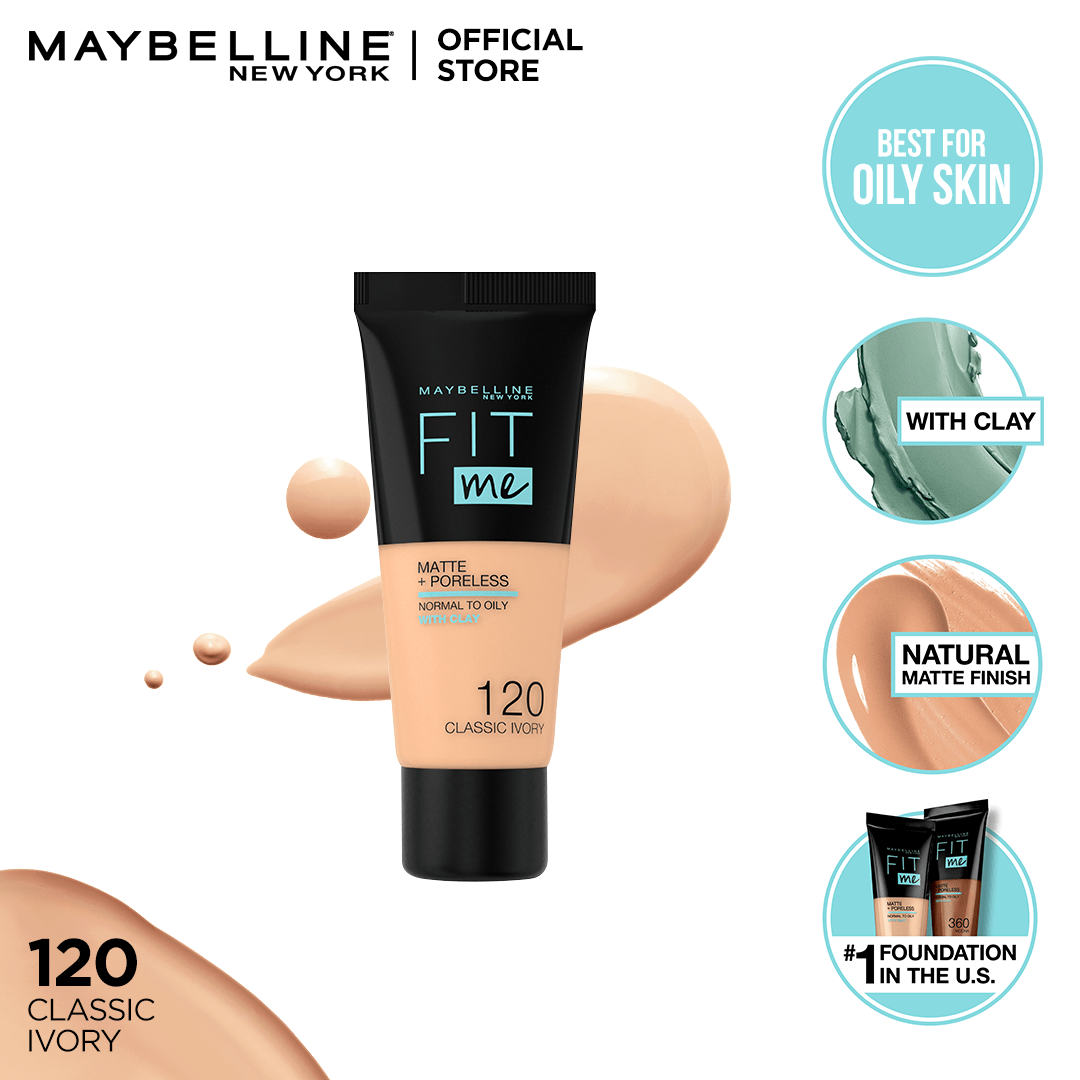 MAYBELLINE
NEW YORK
OFFICIAL
STORE
BEST FOR
OILY SKIN
MAYBELLINE
NEW YORK
FIT
me
MATTE
+ PORELESS
NORMAL TO OILY
WITH CLAY
120
CLASSIC IVORY
WITH CLAY
NATURAL
MATTE FINISH
FIT
me
MATTE
+ PORELESS
NORMAL TO OILY
MAYBELLINE
FIT
me
360
#1 FOUNDATION
IN THE U.S.
120
CLASSIC
IVORY